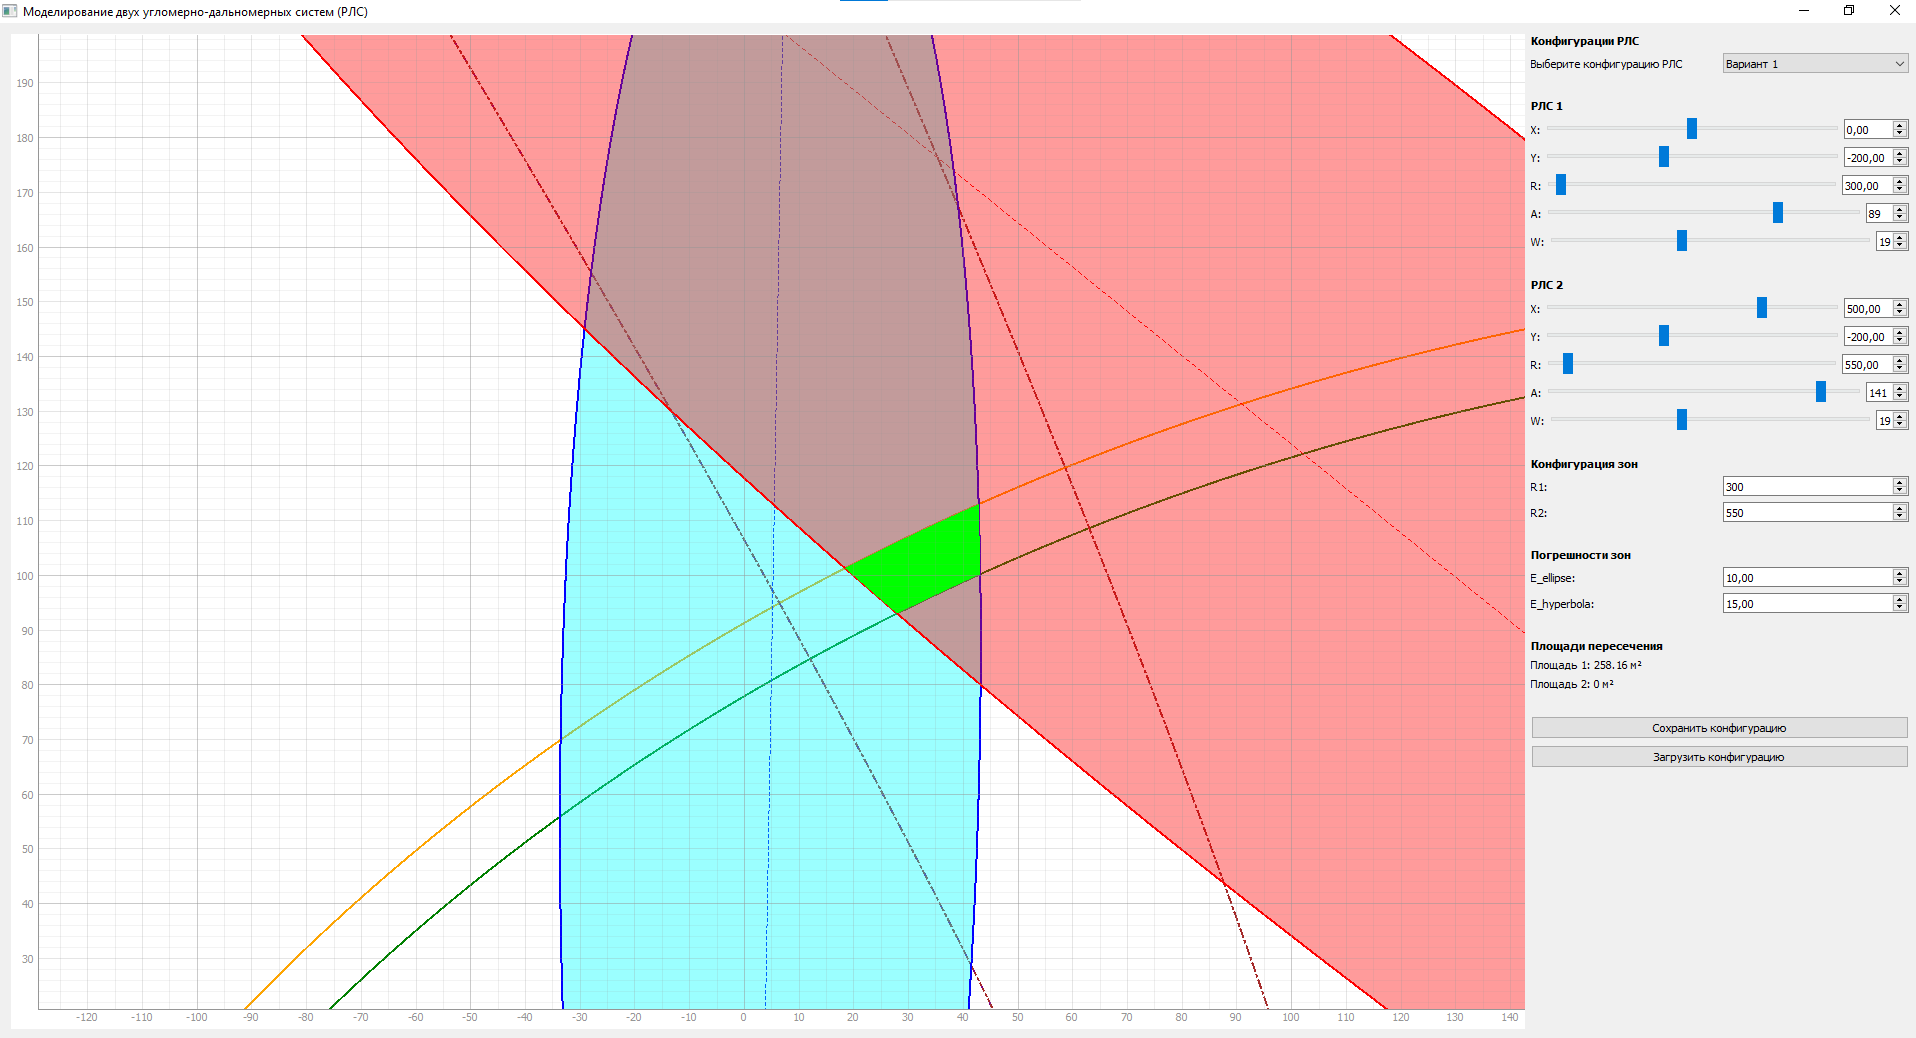 Моделирование двух угломерно-дальномерных систем (РЛС)
190
180
170
160
150
140
130
120
110
100
90
80
70
60
50
40
30
-120 -110 -100 -90 -80 -70 -60 -50 -40 -30 -20 -10 0 10 20 30 40 50 60 70 80 90 100 110 120 130 140
Конфигурации РЛС
Выберите конфигурацию РЛС Вариант 1
РЛС 1
X: 0,00
Y: -200,00
R: 300,00
A: 89
W: 19
РЛС 2
X: 500,00
Y: -200,00
R: 550,00
A: 141
W: 19
Конфигурация зон
R1: 300
R2: 550
Погрешности зон
E_ellipse: 10,00
E_hyperbola: 15,00
Площади пересечения
Площадь 1: 258.16 м²
Площадь 2: 0 м²
Сохранить конфигурацию
Загрузить конфигурацию